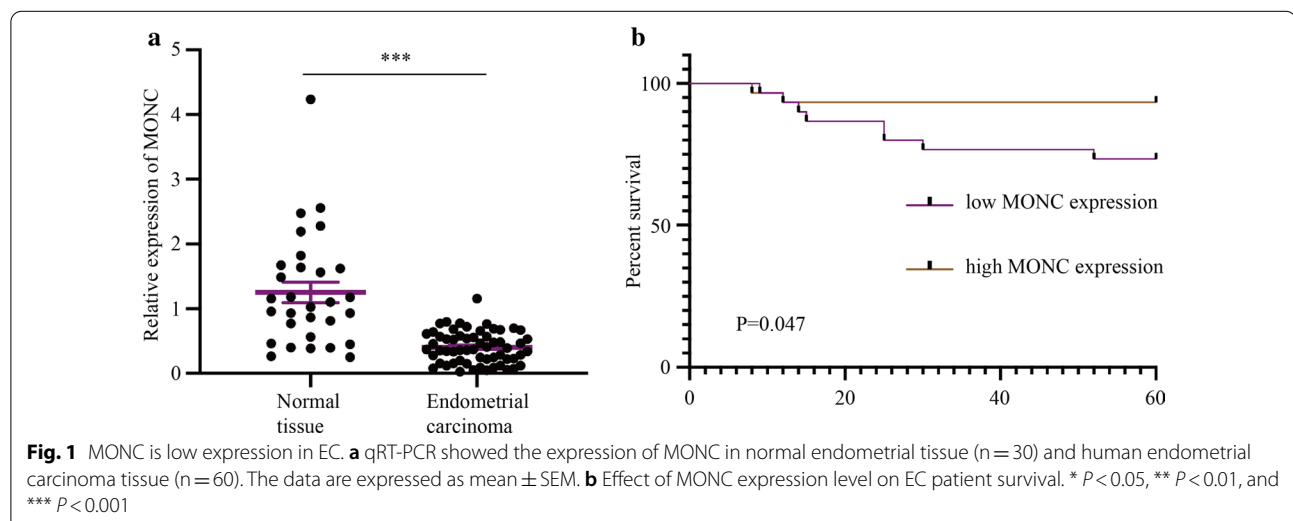 a
Relative expression of MONC
5
4
3
2
1
0
***
Normal
tissue
Endometrial
carcinoma
b
Percent survival
100
50
0
0 20 40 60
low MONC expression
high MONC expression
P=0.047
Fig. 1 MONC is low expression in EC. a qRT-PCR showed the expression of MONC in normal endometrial tissue (n = 30) and human endometrial
carcinoma tissue (n = 60). The data are expressed as mean ± SEM. b Effect of MONC expression level on EC patient survival. * P < 0.05, ** P < 0.01, and
*** P < 0.001